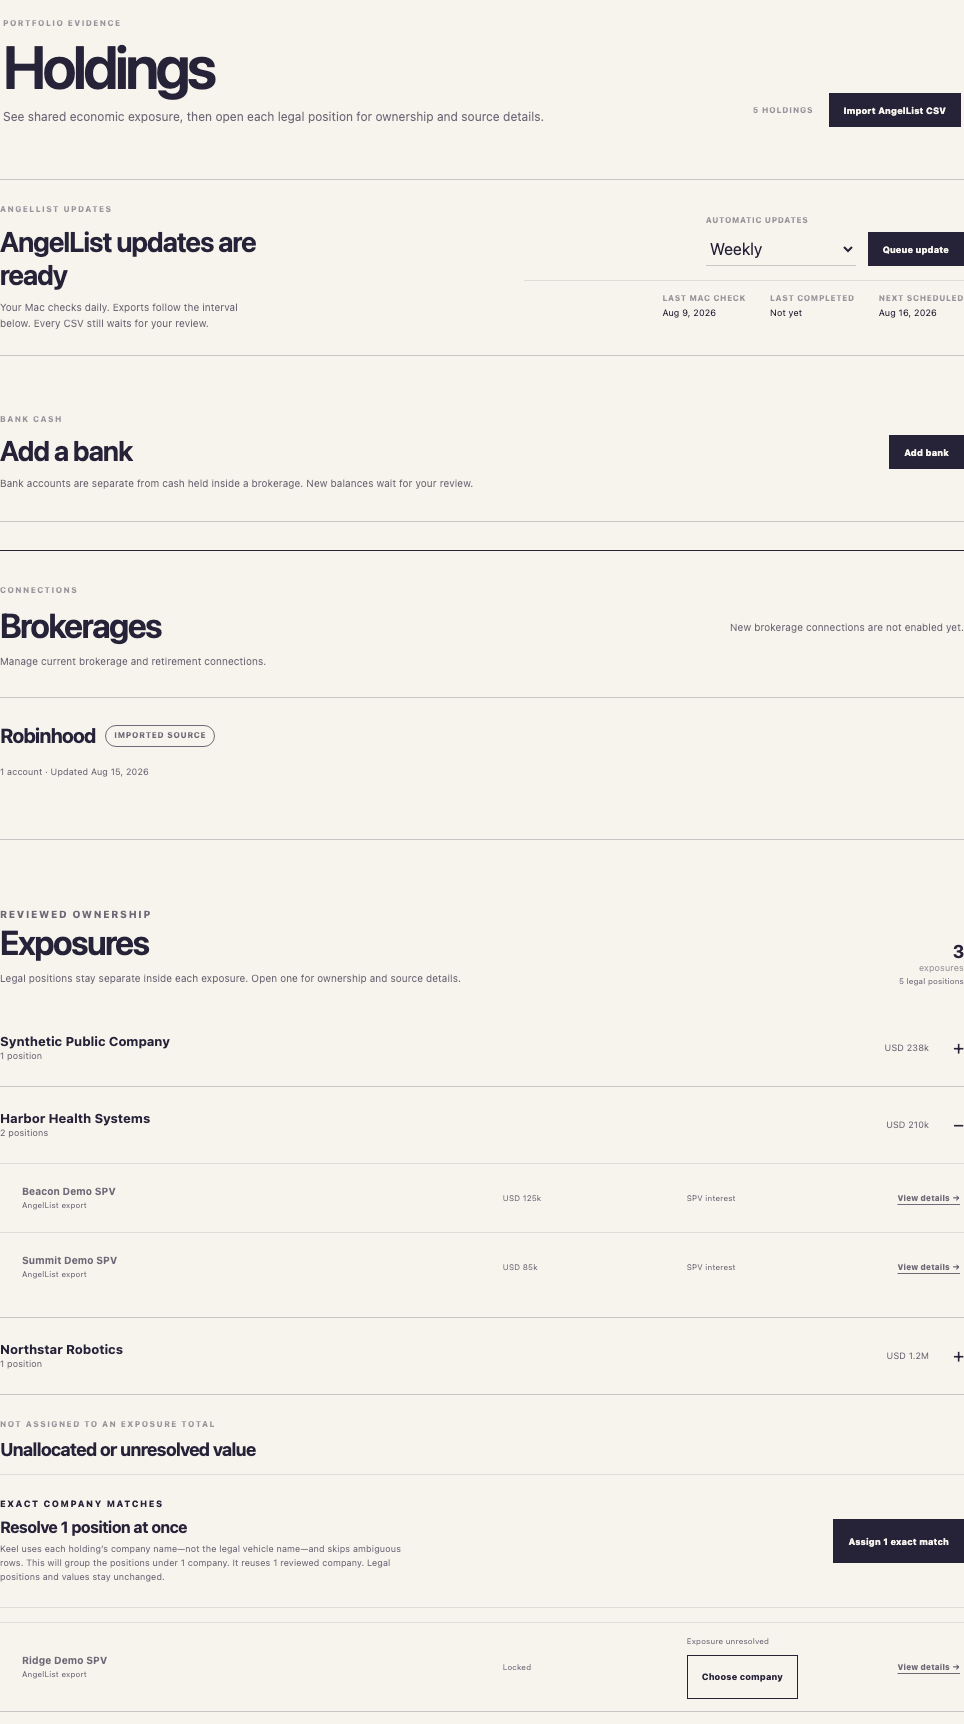 PORTFOLIO EVIDENCE
Holdings
See shared economic exposure, then open each legal position for ownership and source details.
5 HOLDINGS
Import AngelList CSV
ANGELLIST UPDATES
AngelList updates are
ready
Your Mac checks daily. Exports follow the interval
below. Every CSV still waits for your review.
AUTOMATIC UPDATES
Weekly
Queue update
LAST MAC CHECK
Aug 9, 2026
LAST COMPLETED
Not yet
NEXT SCHEDULED
Aug 16, 2026
BANK CASH
Add a bank
Bank accounts are separate from cash held inside a brokerage. New balances wait for your review.
Add bank
CONNECTIONS
Brokerages
Manage current brokerage and retirement connections.
New brokerage connections are not enabled yet.
Robinhood
IMPORTED SOURCE
1 account · Updated Aug 15, 2026
REVIEWED OWNERSHIP
Exposures
Legal positions stay separate inside each exposure. Open one for ownership and source details.
3
exposures
5 legal positions
Synthetic Public Company
1 position
USD 238k
+
Harbor Health Systems
2 positions
USD 210k
−
Beacon Demo SPV
AngelList export
USD 125k
SPV interest
View details →
Summit Demo SPV
AngelList export
USD 85k
SPV interest
View details →
Northstar Robotics
1 position
USD 1.2M
+
NOT ASSIGNED TO AN EXPOSURE TOTAL
Unallocated or unresolved value
EXACT COMPANY MATCHES
Resolve 1 position at once
Keel uses each holding's company name—not the legal vehicle name—and skips ambiguous
rows. This will group the positions under 1 company. It reuses 1 reviewed company. Legal
positions and values stay unchanged.
Assign 1 exact match
Ridge Demo SPV
AngelList export
Locked
Exposure unresolved
Choose company
View details →